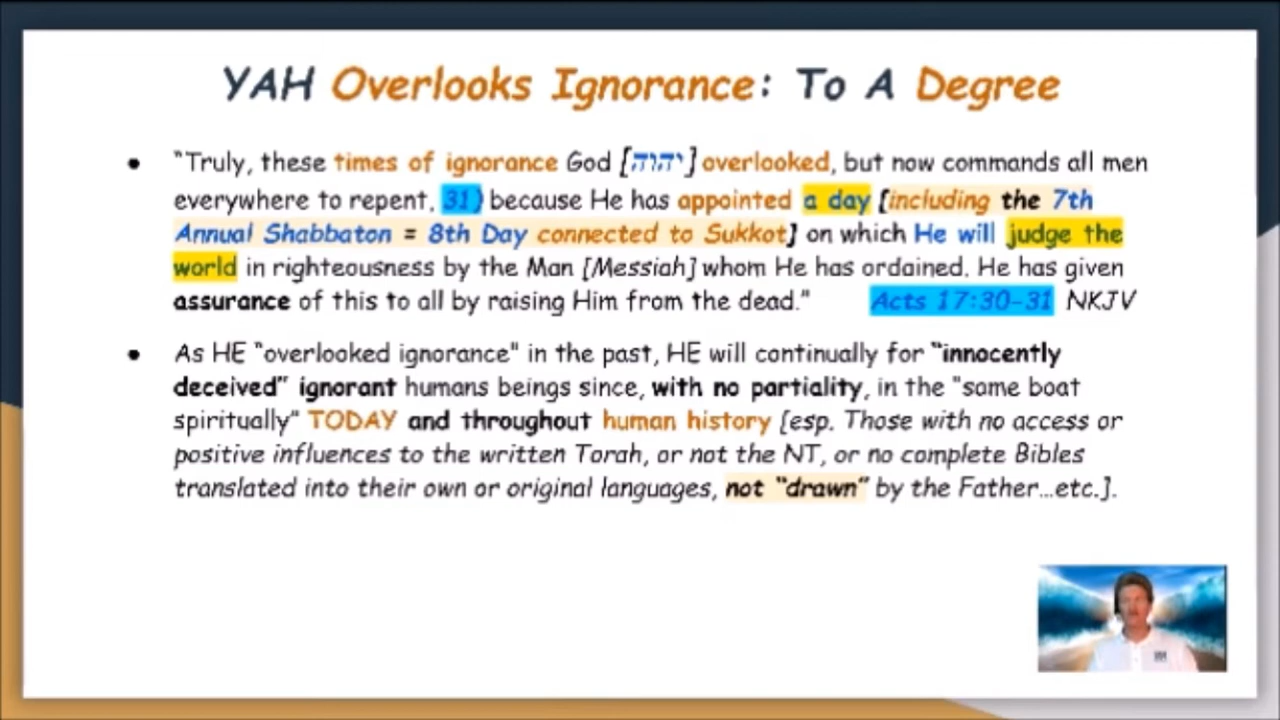 YAH Overlooks Ignorance: To A Degree
● "Truly, these times of ignorance God [יהוה] overlooked, but now commands all men
everywhere to repent, 31) because He has appointed a day [including the 7th
Annual Shabbaton = 8th Day connected to Sukkot] on which He will judge the
world in righteousness by the Man [Messiah] whom He has ordained. He has given
assurance of this to all by raising Him from the dead." Acts 17:30-31 NKJV
● As HE "overlooked ignorance" in the past, HE will continually for "innocently
deceived" ignorant humans beings since, with no partiality, in the "same boat
spiritually" TODAY and throughout human history [esp. Those with no access or
positive influences to the written Torah, or not the NT, or no complete Bibles
translated into their own or original languages, not "drawn" by the Father…etc.].